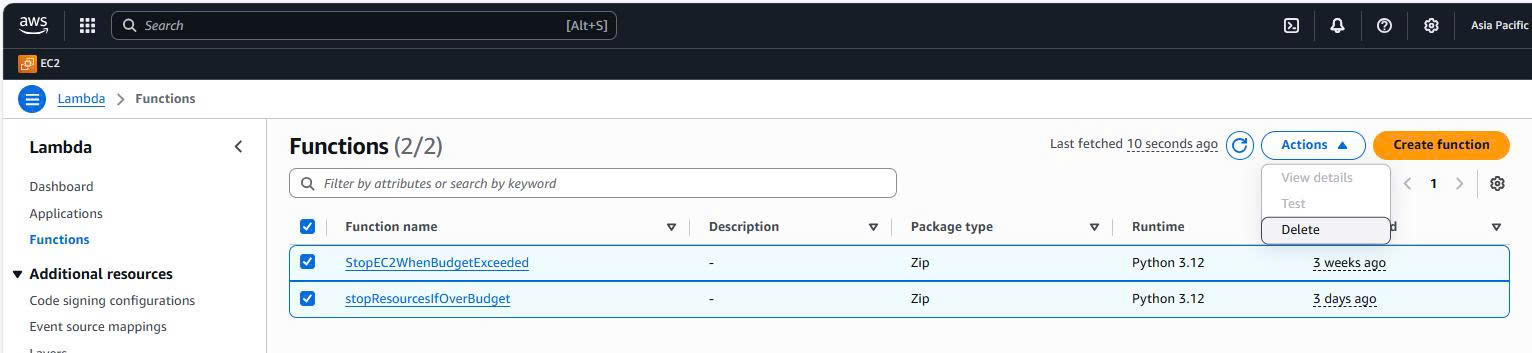 aws
Search [Alt+S] Asia Pacific
EC2
Lambda > Functions
Lambda
Dashboard
Applications
Functions
Additional resources
Code signing configurations
Event source mappings
Layers
Functions (2/2)
Last fetched 10 seconds ago
Actions
Create function
View details
Test
Delete
Filter by attributes or search by keyword
1
Function name Description Package type Runtime
StopEC2WhenBudgetExceeded - Zip Python 3.12 3 weeks ago
stopResourcesIfOverBudget - Zip Python 3.12 3 days ago